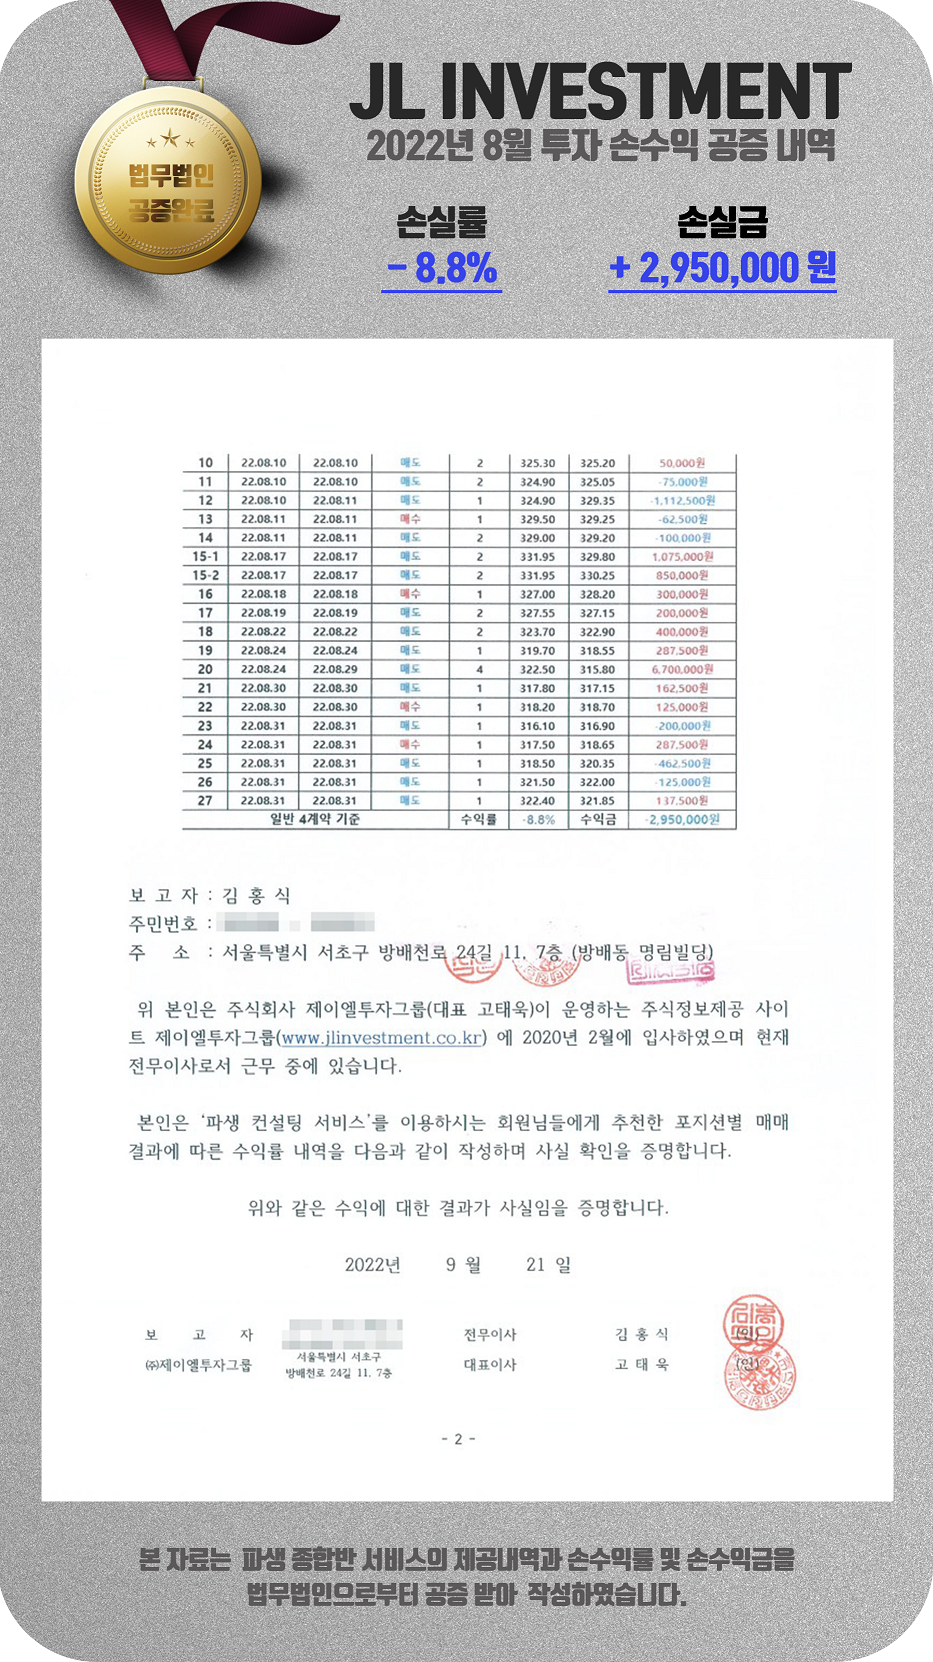 법무법인
공증완료
JL INVESTMENT
2022년 8월 투자 손수익 공증 내역
손실률 손실금
- 8.8% + 2,950,000 원
10 22.08.10 22.08.10 매도 2 325.30 325.20 50,000원
11 22.08.10 22.08.10 매도 2 324.90 325.05 -75,000원
12 22.08.10 22.08.11 매도 1 324.90 329.35 -1,112,500원
13 22.08.11 22.08.11 매수 1 329.50 329.25 -62,500원
14 22.08.11 22.08.11 매도 2 329.00 329.20 -100,000원
15-1 22.08.17 22.08.17 매도 2 331.95 329.80 1,075,000원
15-2 22.08.17 22.08.17 매도 2 331.95 330.25 850,000원
16 22.08.18 22.08.18 매수 1 327.00 328.20 300,000원
17 22.08.19 22.08.19 매도 2 327.55 327.15 200,000원
18 22.08.22 22.08.22 매도 2 323.70 322.90 400,000원
19 22.08.24 22.08.24 매도 1 319.70 318.55 287,500원
20 22.08.24 22.08.29 매도 4 322.50 315.80 6,700,000원
21 22.08.30 22.08.30 매도 1 317.80 317.15 162,500원
22 22.08.30 22.08.30 매수 1 318.20 318.70 125,000원
23 22.08.31 22.08.31 매도 1 316.10 316.90 -200,000원
24 22.08.31 22.08.31 매수 1 317.50 318.65 287,500원
25 22.08.31 22.08.31 매도 1 318.50 320.35 -462,500원
26 22.08.31 22.08.31 매도 1 321.50 322.00 -125,000원
27 22.08.31 22.08.31 매도 1 322.40 321.85 137,500원
일반 4계약 기준 수익률 -8.8% 수익금 -2,950,000원
보 고 자 : 김 홍 식
주민번호 : -
주 소 : 서울특별시 서초구 방배천로 24길 11, 7층 (방배동 명림빌딩)
위 본인은 주식회사 제이엘투자그룹(대표 고태욱)이 운영하는 주식정보제공 사이
트 제이엘투자그룹(www.jlinvestment.co.kr) 에 2020년 2월에 입사하였으며 현재
전무이사로서 근무 중에 있습니다.
본인은 '파생 컨설팅 서비스'를 이용하시는 회원님들에게 추천한 포지션별 매매
결과에 따른 수익률 내역을 다음과 같이 작성하며 사실 확인을 증명합니다.
위와 같은 수익에 대한 결과가 사실임을 증명합니다.
2022년 9 월 21 일
보 고 자 전무이사 김 홍 식 (인)
㈜제이엘투자그룹 서울특별시 서초구 방배천로 24길 11, 7층 대표이사 고 태 욱 (인)
- 2 -
본 자료는 파생 종합반 서비스의 제공내역과 손수익률 및 손수익금을
법무법인으로부터 공증 받아 작성하였습니다.